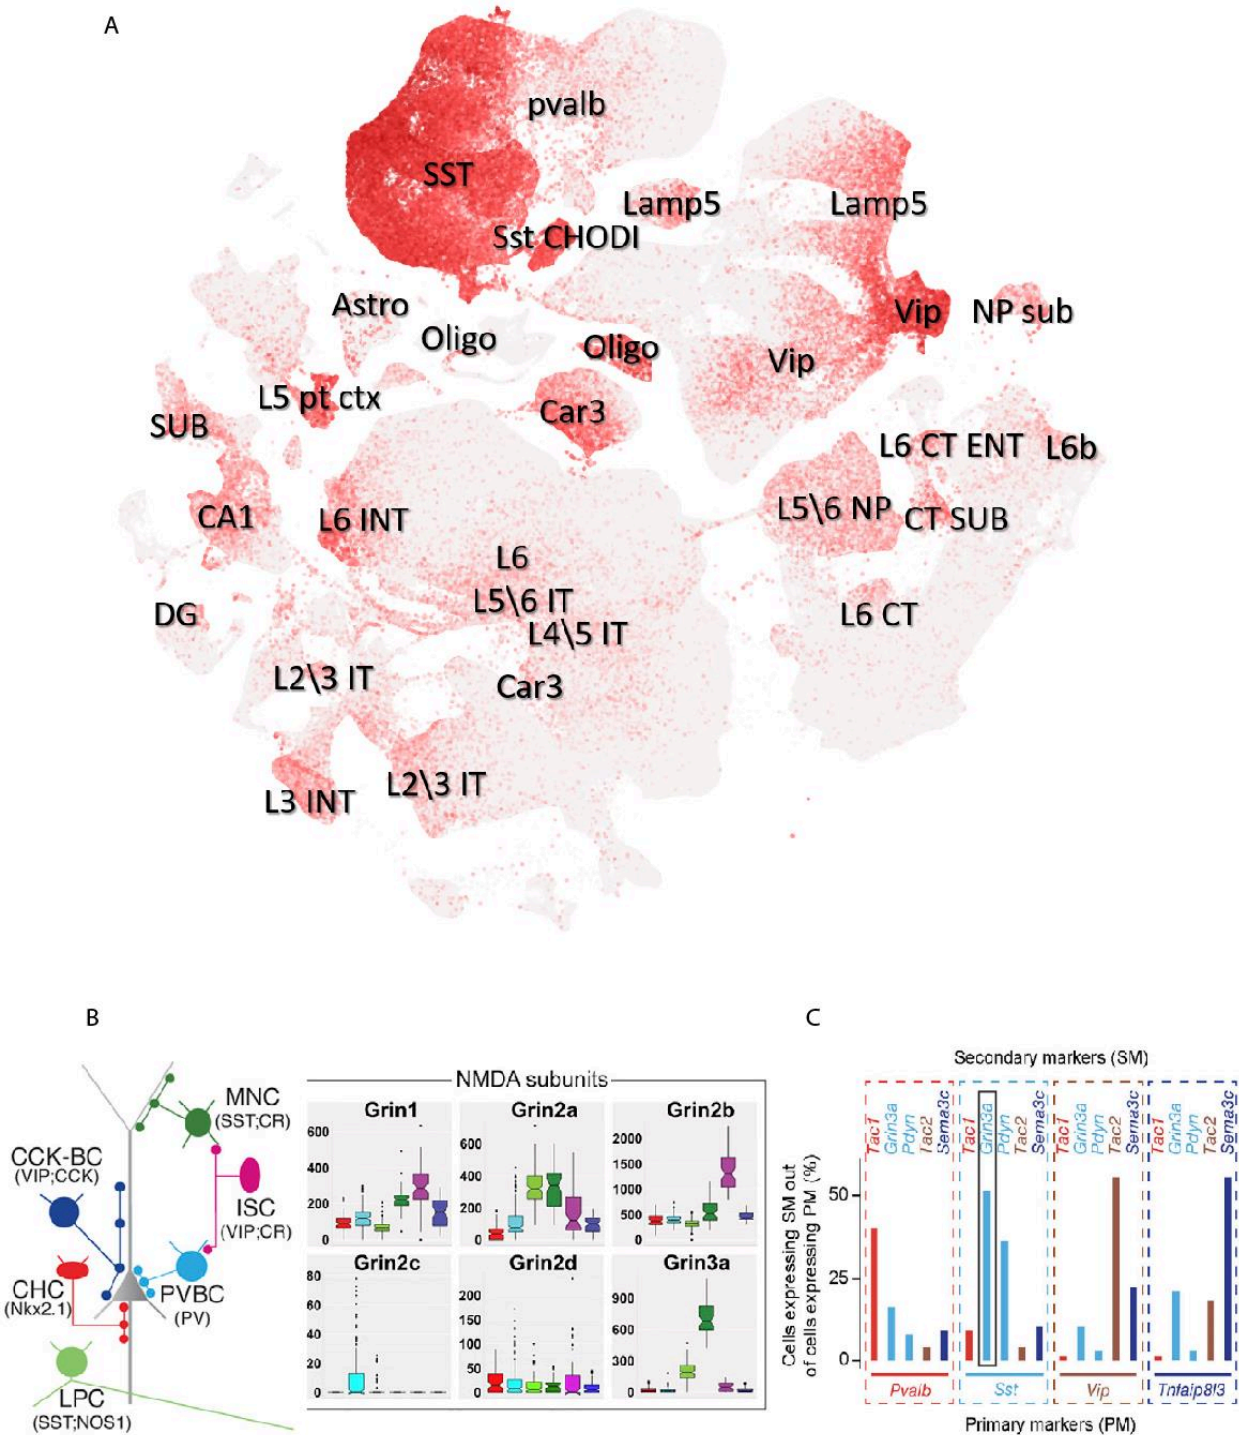 A
pvalb
SST
Lamp5
Lamp5
Sst CHODI
Astro
Vip
NP sub
Oligo
Oligo
Vip
L5 pt ctx
Car3
SUB
L6 CT ENT
L6b
CA1
L6 INT
L5\6 NP
CT SUB
L6
L5\6 IT
DG
L6 CT
L4\5 IT
L2\3 IT
Car3
L2\3 IT
L3 INT
B
MNC
(SST;CR)
CCK-BC
(VIP;CCK)
ISC
(VIP;CR)
CHC
(Nkx2.1)
PVBC
(PV)
LPC
(SST;NOS1)
NMDA subunits
Grin1
600
400
200
0
Grin2a
600
400
200
0
Grin2b
2000
1500
1000
500
0
Grin2c
80
60
40
20
0
Grin2d
200
150
100
50
0
Grin3a
900
600
300
0
C
Secondary markers (SM)
Tac1 Grin3a Pdyn Tac2 Sema3c Tac1 Grin3a Pdyn Tac2 Sema3c Tac1 Grin3a Pdyn Tac2 Sema3c Tac1 Grin3a Pdyn Tac2 Sema3c
Cells expressing SM out
of cells expressing PM (%)
50
25
0
Pvalb Sst Vip Tnfaip8l3
Primary markers (PM)